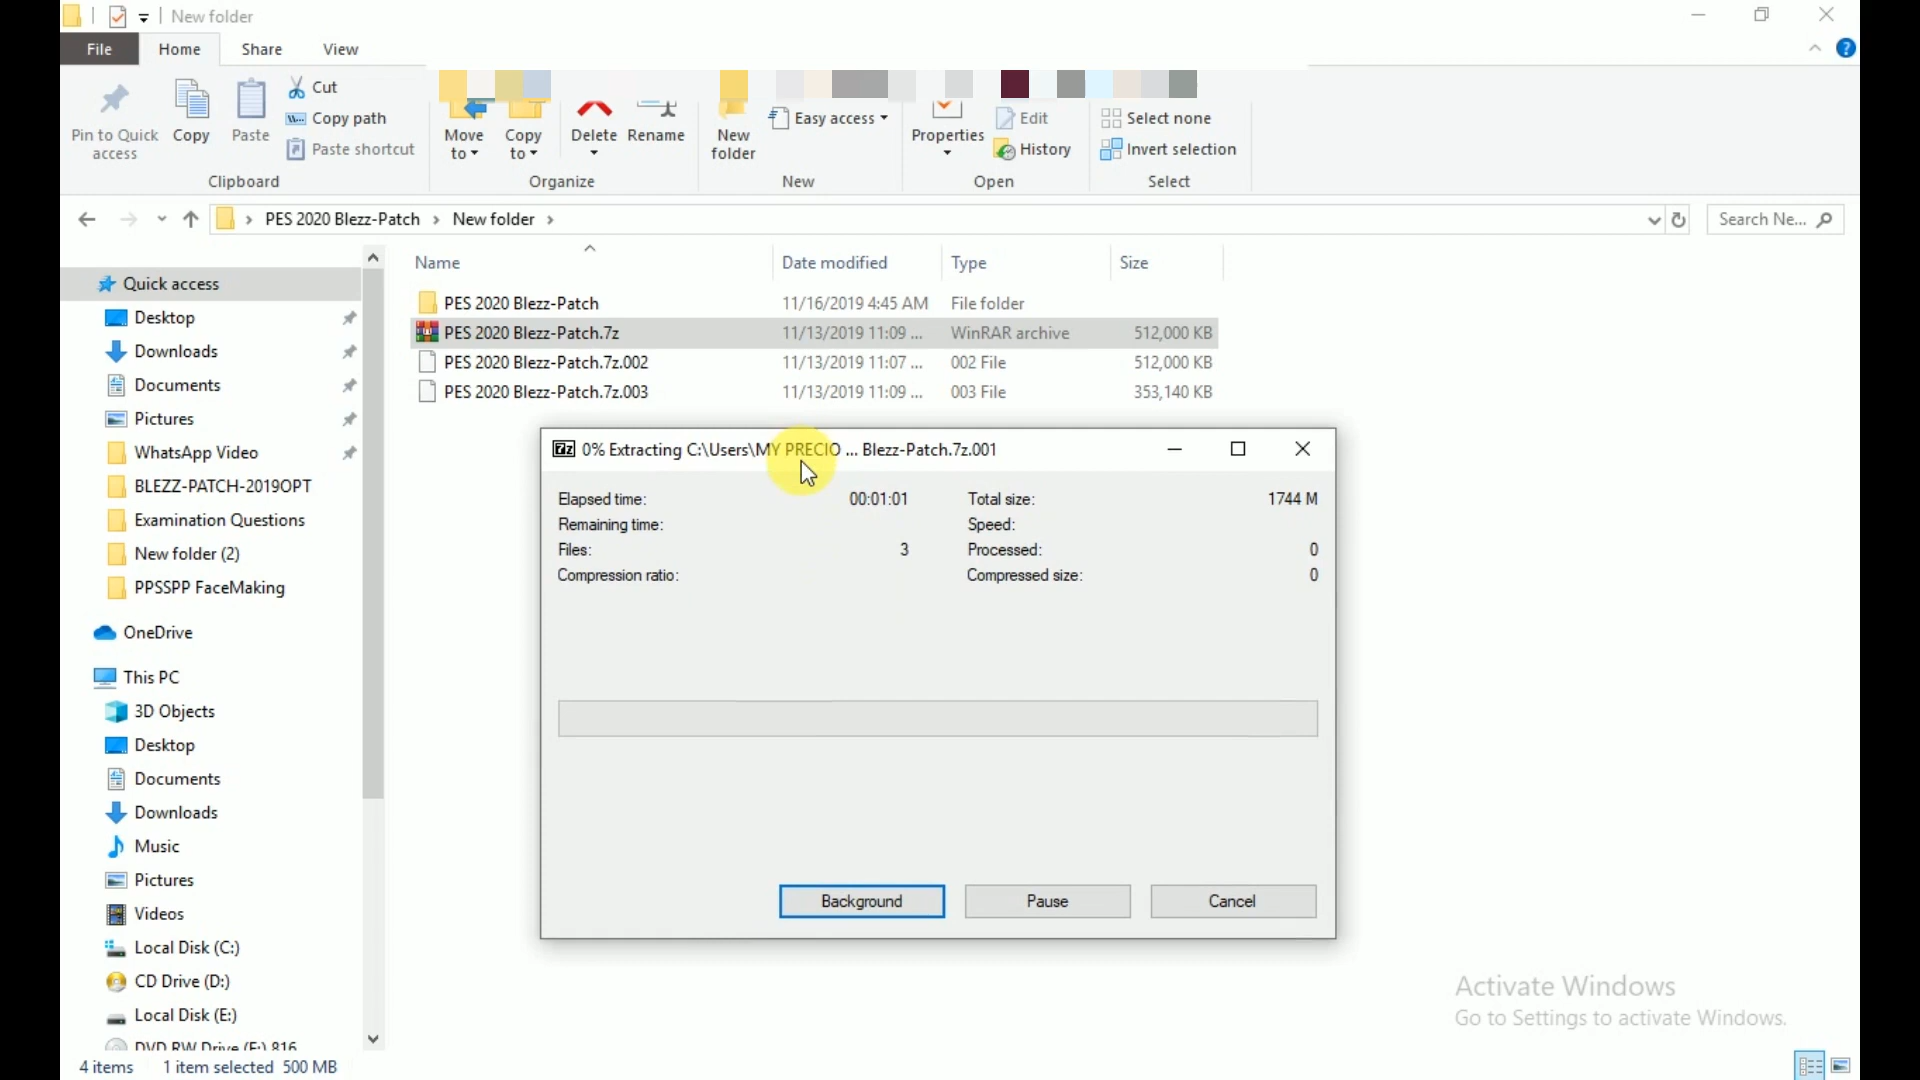 New folder
File Home Share View
Pin to Quick access
Copy
Paste
Cut
Copy path
Paste shortcut
Clipboard
Move to
Copy to
Delete
Rename
Organize
New folder
Easy access
New
Properties
Edit
History
Open
Select none
Invert selection
Select
PES 2020 Blezz-Patch New folder
Search Ne...
Name Date modified Type Size
PES 2020 Blezz-Patch 11/16/2019 4:45 AM File folder
PES 2020 Blezz-Patch.7z 11/13/2019 11:09 ... WinRAR archive 512,000 KB
PES 2020 Blezz-Patch.7z.002 11/13/2019 11:07 ... 002 File 512,000 KB
PES 2020 Blezz-Patch.7z.003 11/13/2019 11:09 ... 003 File 353,140 KB
Quick access
Desktop
Downloads
Documents
Pictures
WhatsApp Video
BLEZZ-PATCH-2019OPT
Examination Questions
New folder (2)
PPSSPP FaceMaking
OneDrive
This PC
3D Objects
Desktop
Documents
Downloads
Music
Pictures
Videos
Local Disk (C:)
CD Drive (D:)
Local Disk (E:)
DVD RW Drive (F:) 816
7z 0% Extracting C:\Users\MY PRECIO ... Blezz-Patch.7z.001
Elapsed time: 00:01:01 Total size: 1744 M
Remaining time: Speed:
Files: 3 Processed: 0
Compression ratio: Compressed size: 0
Background Pause Cancel
Activate Windows
Go to Settings to activate Windows.
4 items 1 item selected 500 MB